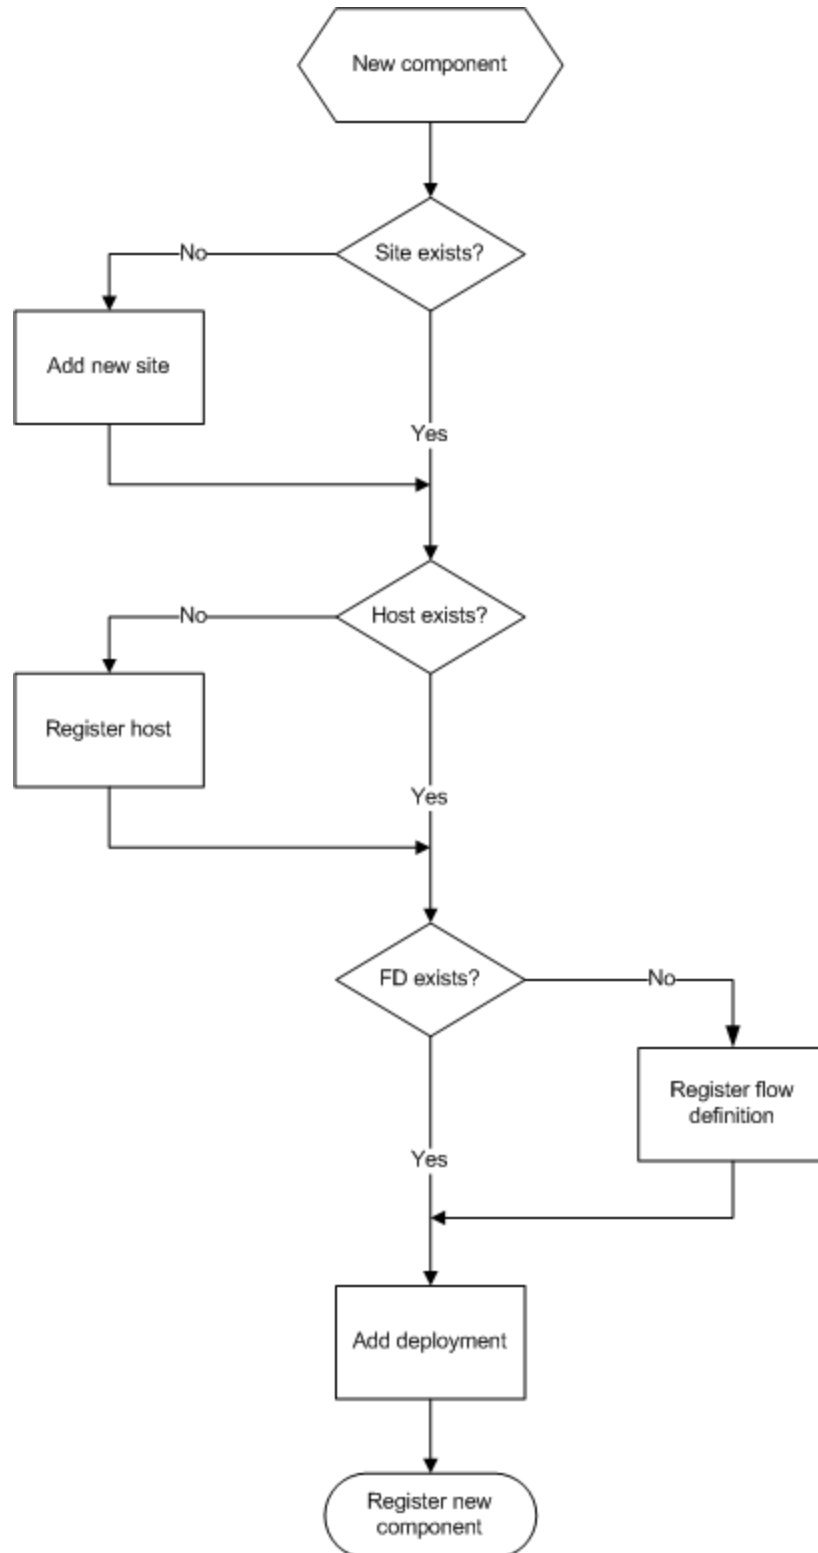 New component
Site exists?
No
Add new site
Yes
Host exists?
No
Register host
Yes
FD exists?
No
Register flow
definition
Yes
Add deployment
Register new
component